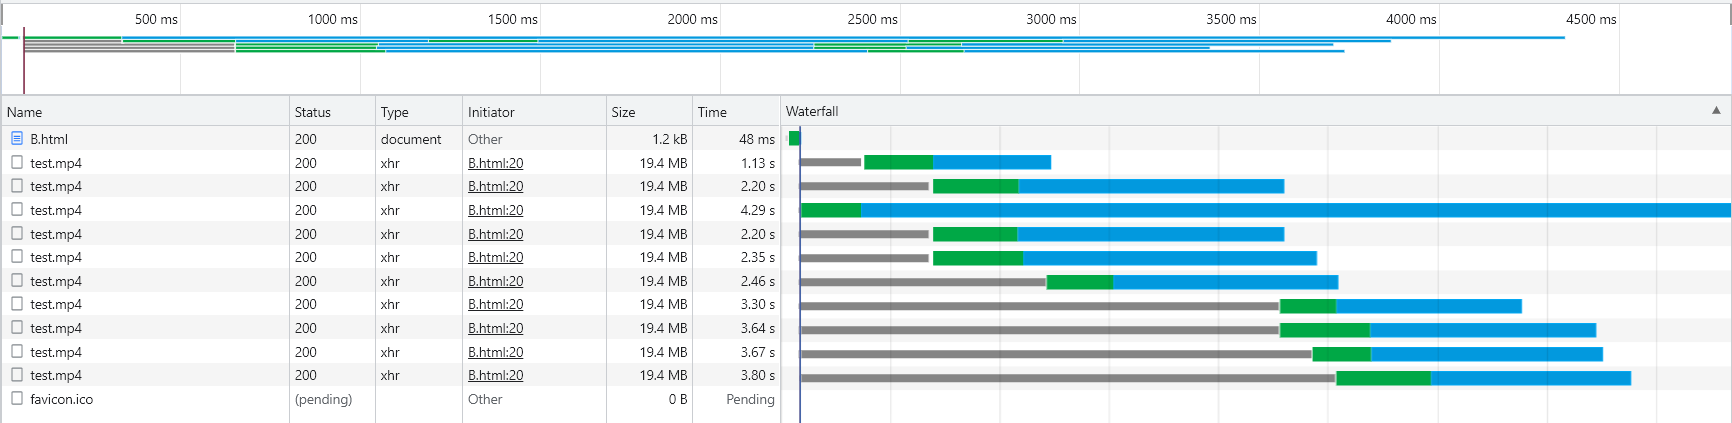 500 ms 1000 ms 1500 ms 2000 ms 2500 ms 3000 ms 3500 ms 4000 ms 4500 ms
Name Status Type Initiator Size Time Waterfall
B.html 200 document Other 1.2 kB 48 ms
test.mp4 200 xhr B.html:20 19.4 MB 1.13 s
test.mp4 200 xhr B.html:20 19.4 MB 2.20 s
test.mp4 200 xhr B.html:20 19.4 MB 4.29 s
test.mp4 200 xhr B.html:20 19.4 MB 2.20 s
test.mp4 200 xhr B.html:20 19.4 MB 2.35 s
test.mp4 200 xhr B.html:20 19.4 MB 2.46 s
test.mp4 200 xhr B.html:20 19.4 MB 3.30 s
test.mp4 200 xhr B.html:20 19.4 MB 3.64 s
test.mp4 200 xhr B.html:20 19.4 MB 3.67 s
test.mp4 200 xhr B.html:20 19.4 MB 3.80 s
favicon.ico (pending) Other 0 B Pending